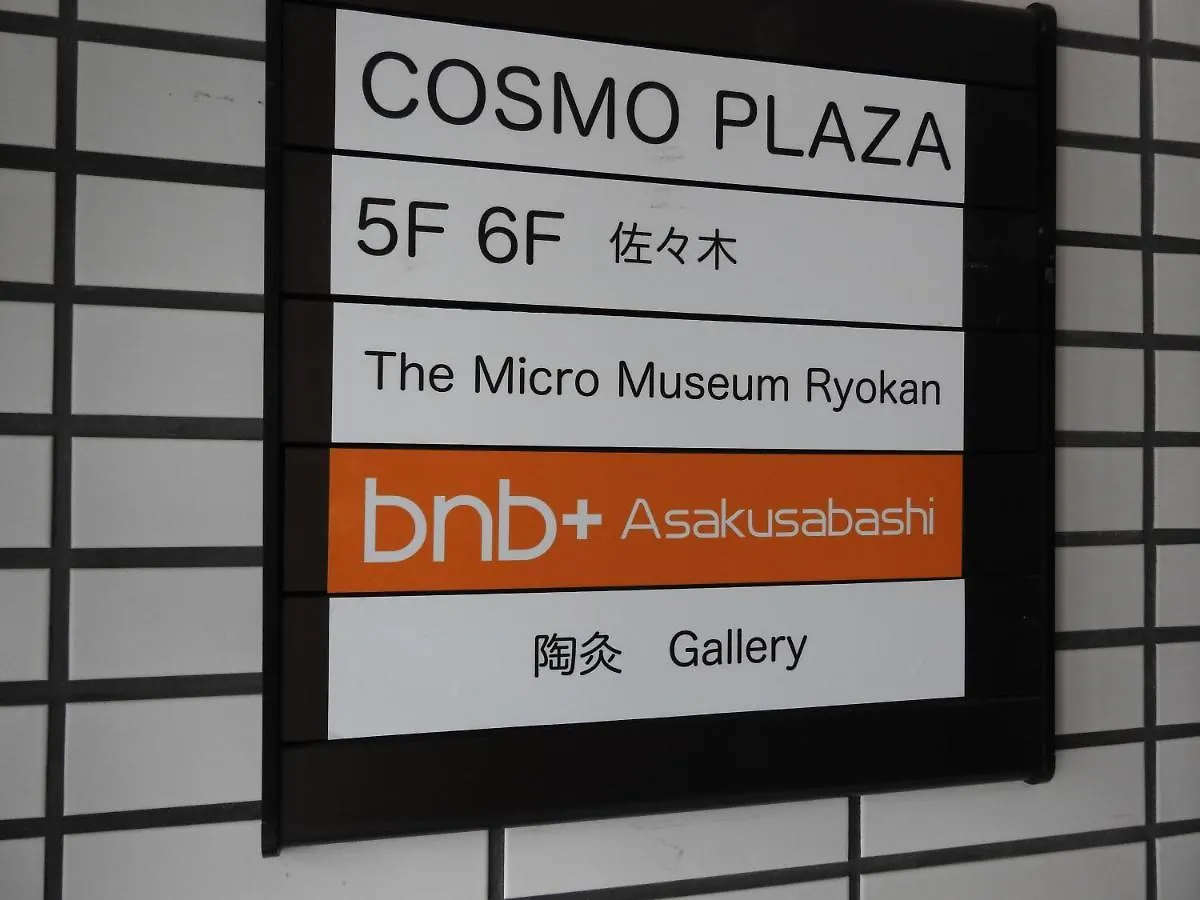 COSMO PLAZA
5F 6F 佐々木
The Micro Museum Ryokan
bnb+ Asakusabashi
陶灸 Gallery